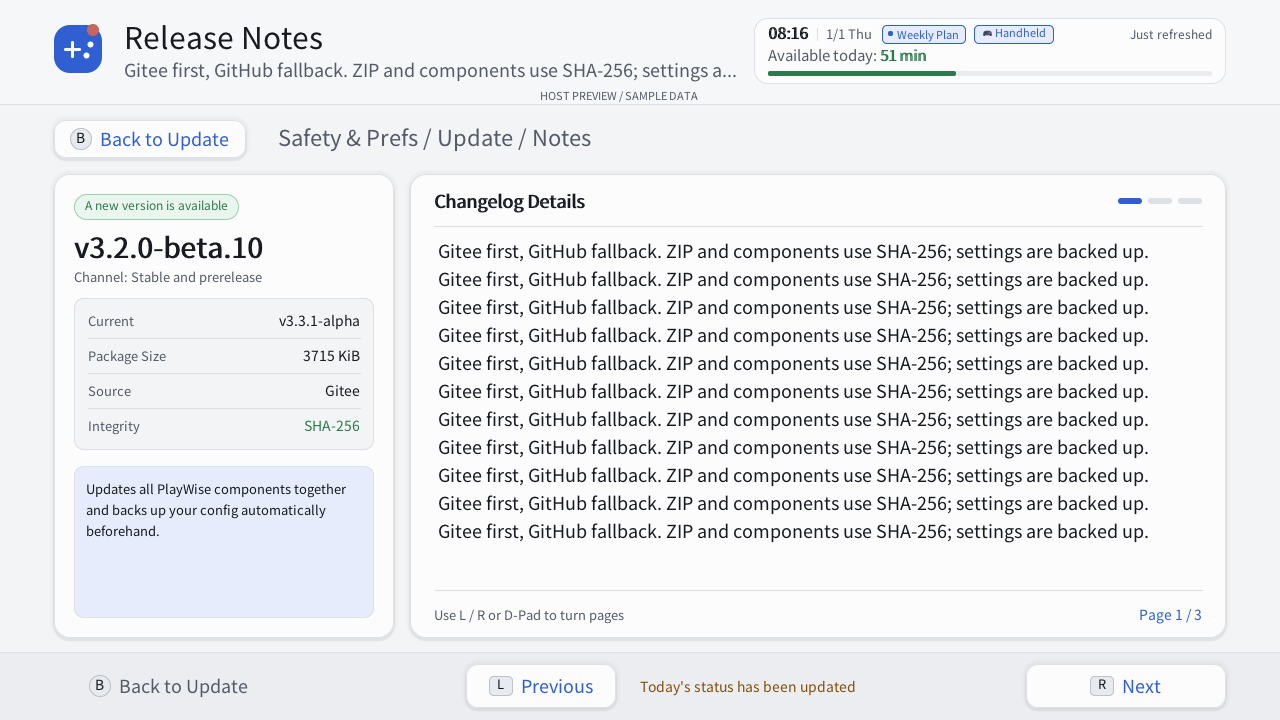 Release Notes
Gitee first, GitHub fallback. ZIP and components use SHA-256; settings a...
08:16 1/1 Thu Weekly Plan Handheld Just refreshed
Available today: 51 min
HOST PREVIEW / SAMPLE DATA
B Back to Update
Safety & Prefs / Update / Notes
A new version is available
v3.2.0-beta.10
Channel: Stable and prerelease
Current v3.3.1-alpha
Package Size 3715 KiB
Source Gitee
Integrity SHA-256
Updates all PlayWise components together
and backs up your config automatically
beforehand.
Changelog Details
Gitee first, GitHub fallback. ZIP and components use SHA-256; settings are backed up.
Gitee first, GitHub fallback. ZIP and components use SHA-256; settings are backed up.
Gitee first, GitHub fallback. ZIP and components use SHA-256; settings are backed up.
Gitee first, GitHub fallback. ZIP and components use SHA-256; settings are backed up.
Gitee first, GitHub fallback. ZIP and components use SHA-256; settings are backed up.
Gitee first, GitHub fallback. ZIP and components use SHA-256; settings are backed up.
Gitee first, GitHub fallback. ZIP and components use SHA-256; settings are backed up.
Gitee first, GitHub fallback. ZIP and components use SHA-256; settings are backed up.
Gitee first, GitHub fallback. ZIP and components use SHA-256; settings are backed up.
Gitee first, GitHub fallback. ZIP and components use SHA-256; settings are backed up.
Gitee first, GitHub fallback. ZIP and components use SHA-256; settings are backed up.
Use L / R or D-Pad to turn pages
Page 1 / 3
B Back to Update
L Previous
Today's status has been updated
R Next